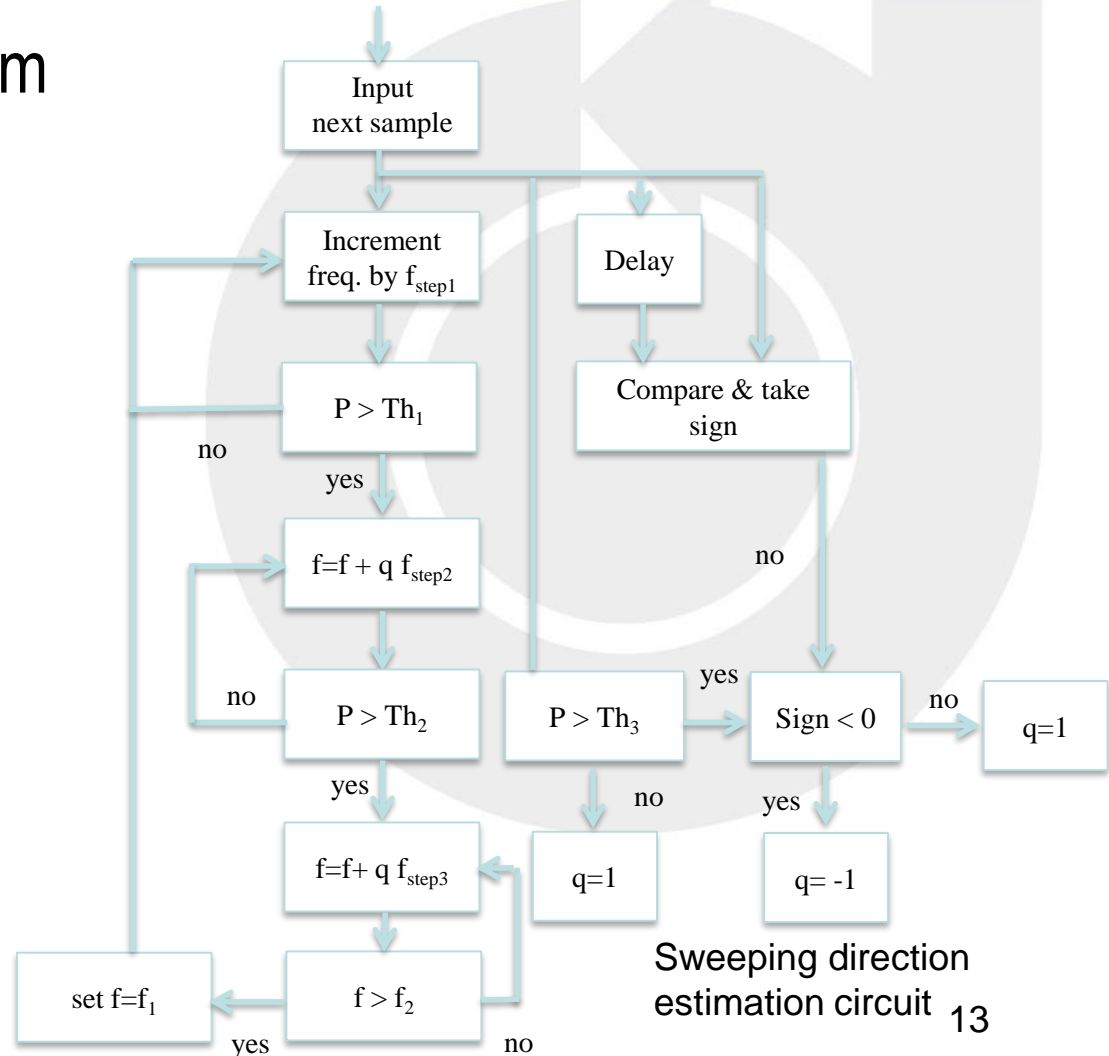 m
Input
next sample
Increment
freq. by fstep1
Delay
P > Th1
no
yes
Compare & take
sign
f=f + q fstep2
no
P > Th2
no
yes
P > Th3
yes
Sign < 0
no
q=1
f=f+ q fstep3
no
q=1
yes
q= -1
set f=f1
yes
f > f2
no
Sweeping direction
estimation circuit
13